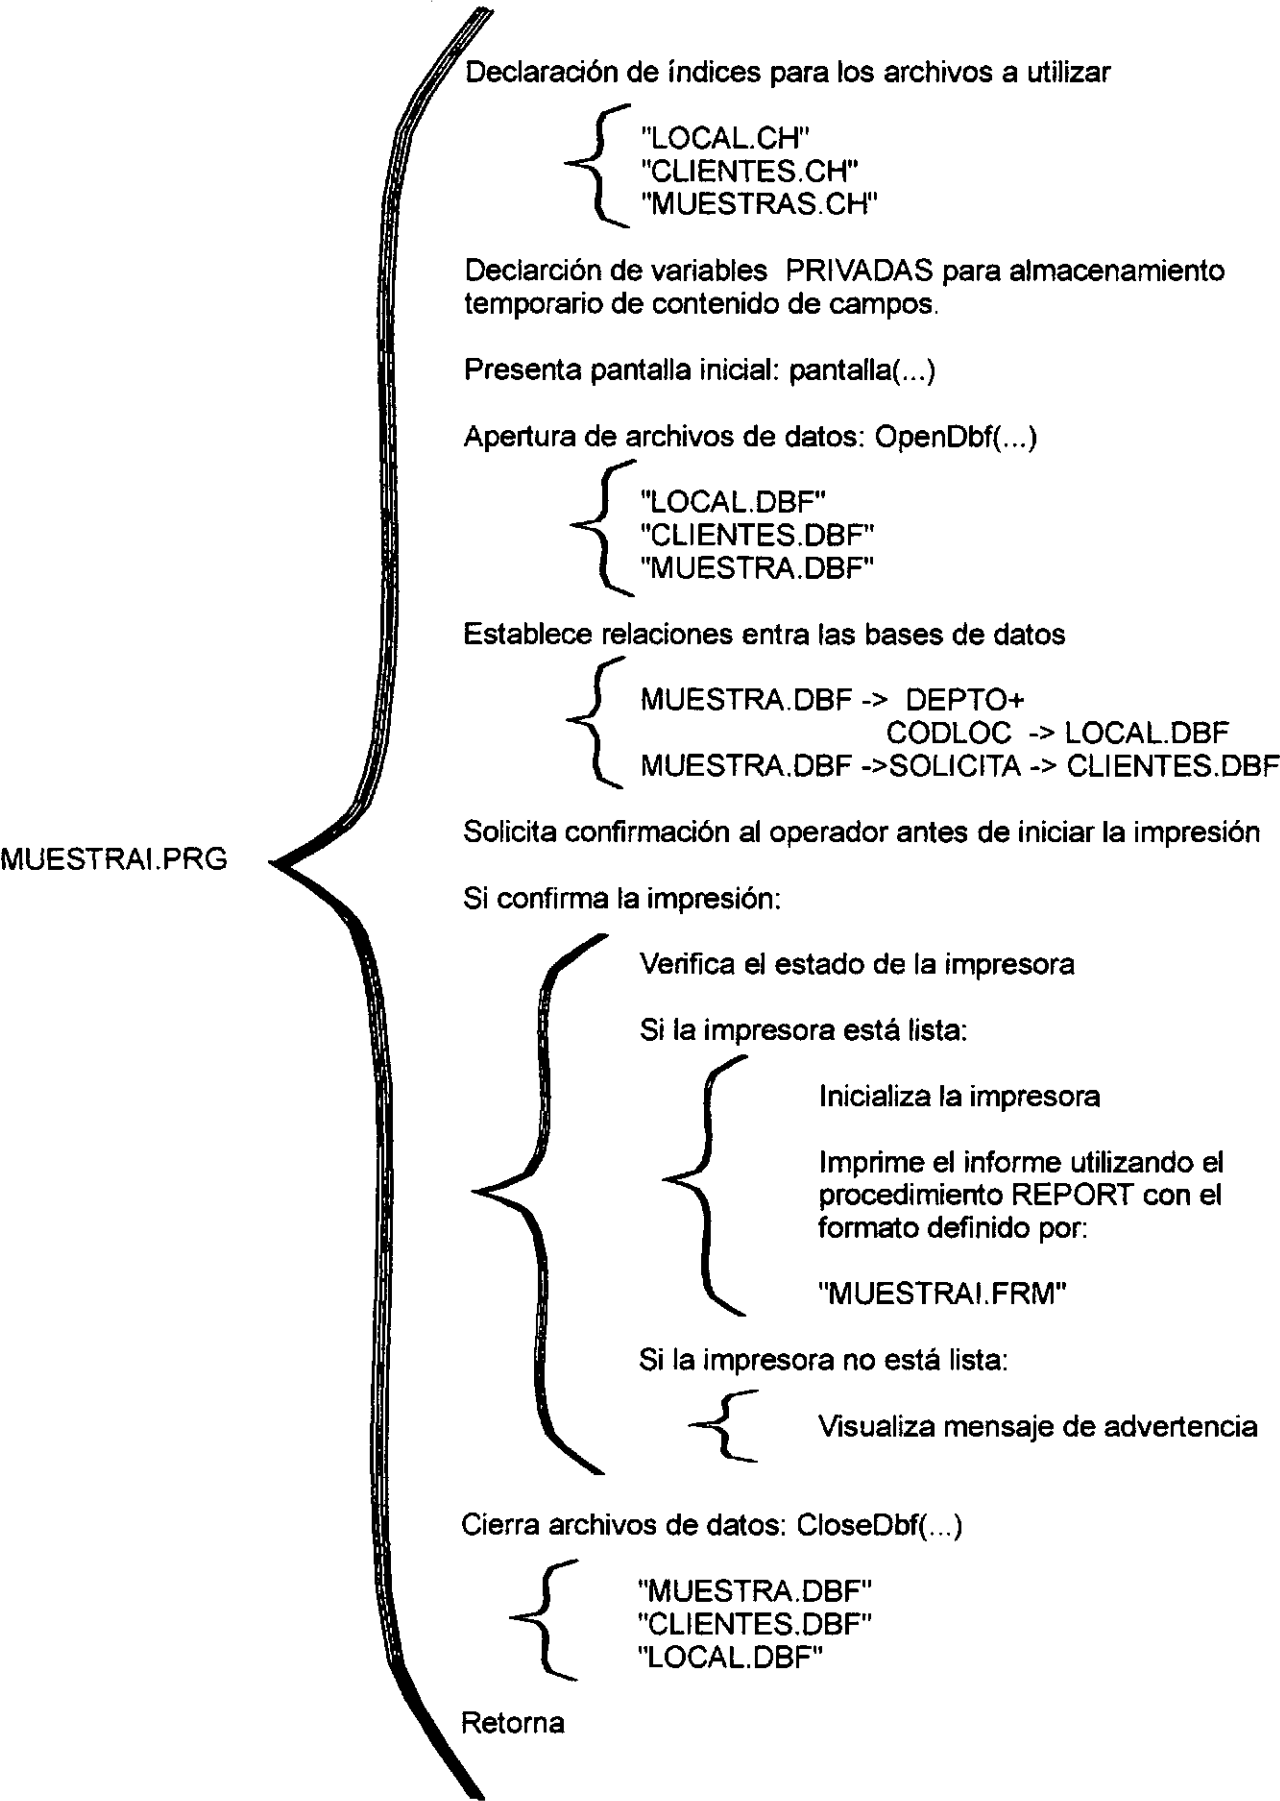 Declaración de índices para los archivos a utilizar
"LOCAL.CH"
"CLIENTES.CH"
"MUESTRAS.CH"
Declarción de variables PRIVADAS para almacenamiento
temporario de contenido de campos.
Presenta pantalla inicial: pantalla(...)
Apertura de archivos de datos: OpenDbf(...)
"LOCAL.DBF"
"CLIENTES.DBF"
"MUESTRA.DBF"
Establece relaciones entra las bases de datos
MUESTRA.DBF -> DEPTO+
CODLOC -> LOCAL.DBF
MUESTRA.DBF ->SOLICITA -> CLIENTES.DBF
Solicita confirmación al operador antes de iniciar la impresión
MUESTRAI.PRG
Si confirma la impresión:
Verifica el estado de la impresora
Si la impresora está lista:
Inicializa la impresora
Imprime el informe utilizando el
procedimiento REPORT con el
formato definido por:
"MUESTRAI.FRM"
Si la impresora no está lista:
Visualiza mensaje de advertencia
Cierra archivos de datos: CloseDbf(...)
"MUESTRA.DBF"
"CLIENTES.DBF"
"LOCAL.DBF"
Retorna